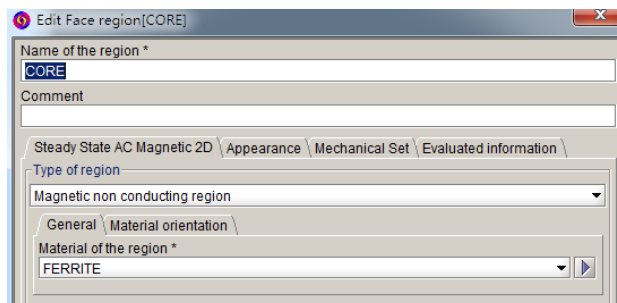 Edit Face region[CORE]
Name of the region *
CORE
Comment
Steady State AC Magnetic 2D Appearance Mechanical Set Evaluated information
Type of region
Magnetic non conducting region
General Material orientation
Material of the region *
FERRITE